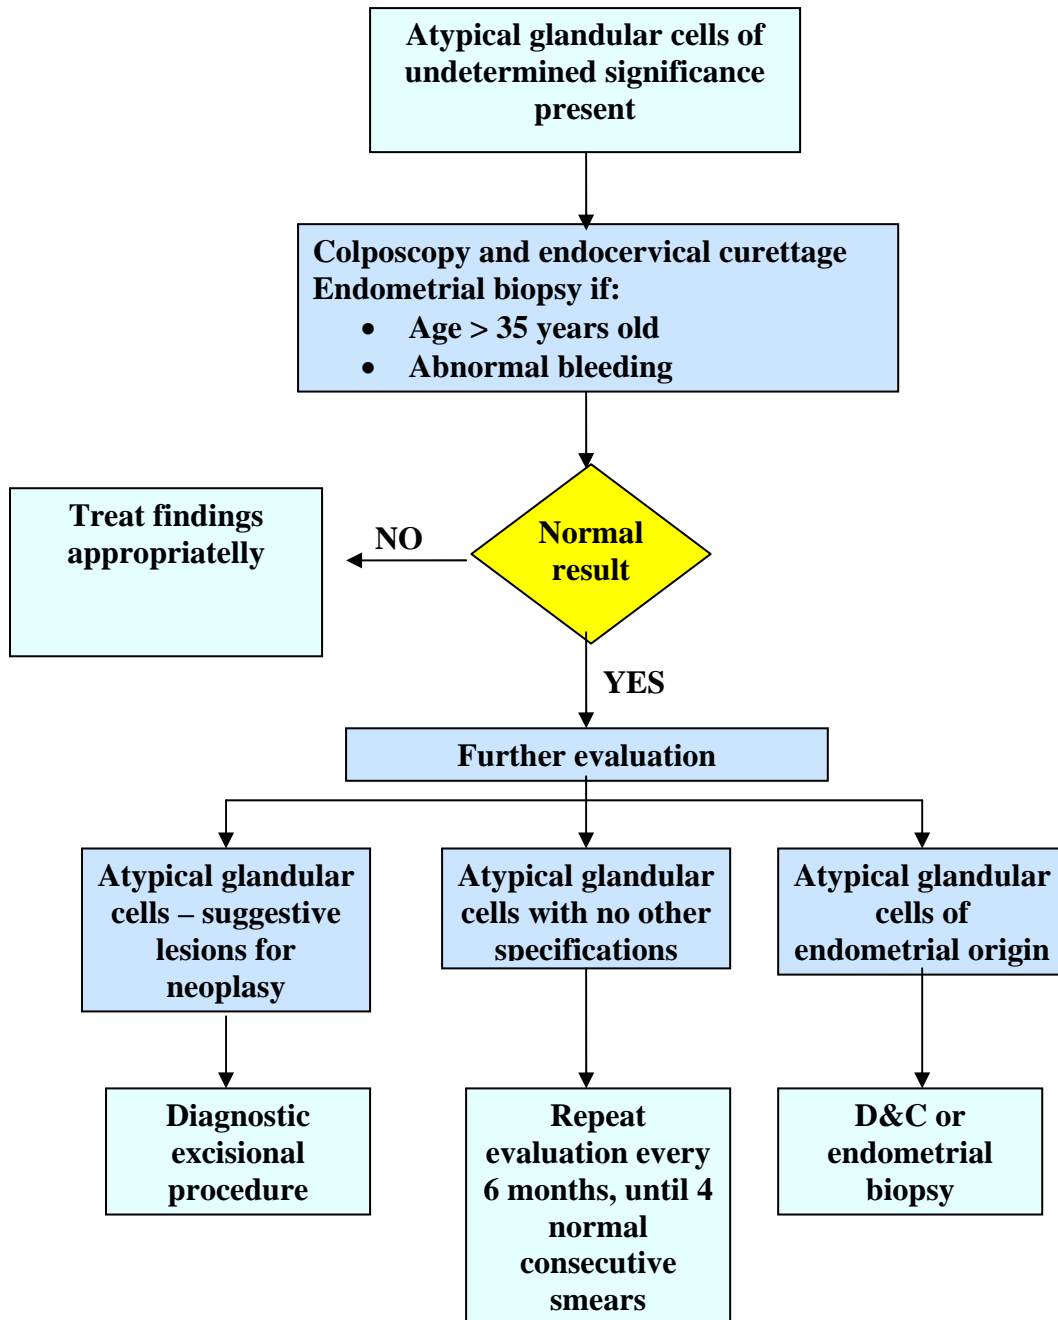 Atypical glandular cells of
undetermined significance
present
Colposcopy and endocervical curettage
Endometrial biopsy if:
• Age > 35 years old
• Abnormal bleeding
Normal
result
NO
Treat findings
appropriatelly
YES
Further evaluation
Atypical glandular
cells – suggestive
lesions for
neoplasy
Atypical glandular
cells with no other
specifications
Atypical glandular
cells of
endometrial origin
Diagnostic
excisional
procedure
Repeat
evaluation every
6 months, until 4
normal
consecutive
smears
D&C or
endometrial
biopsy